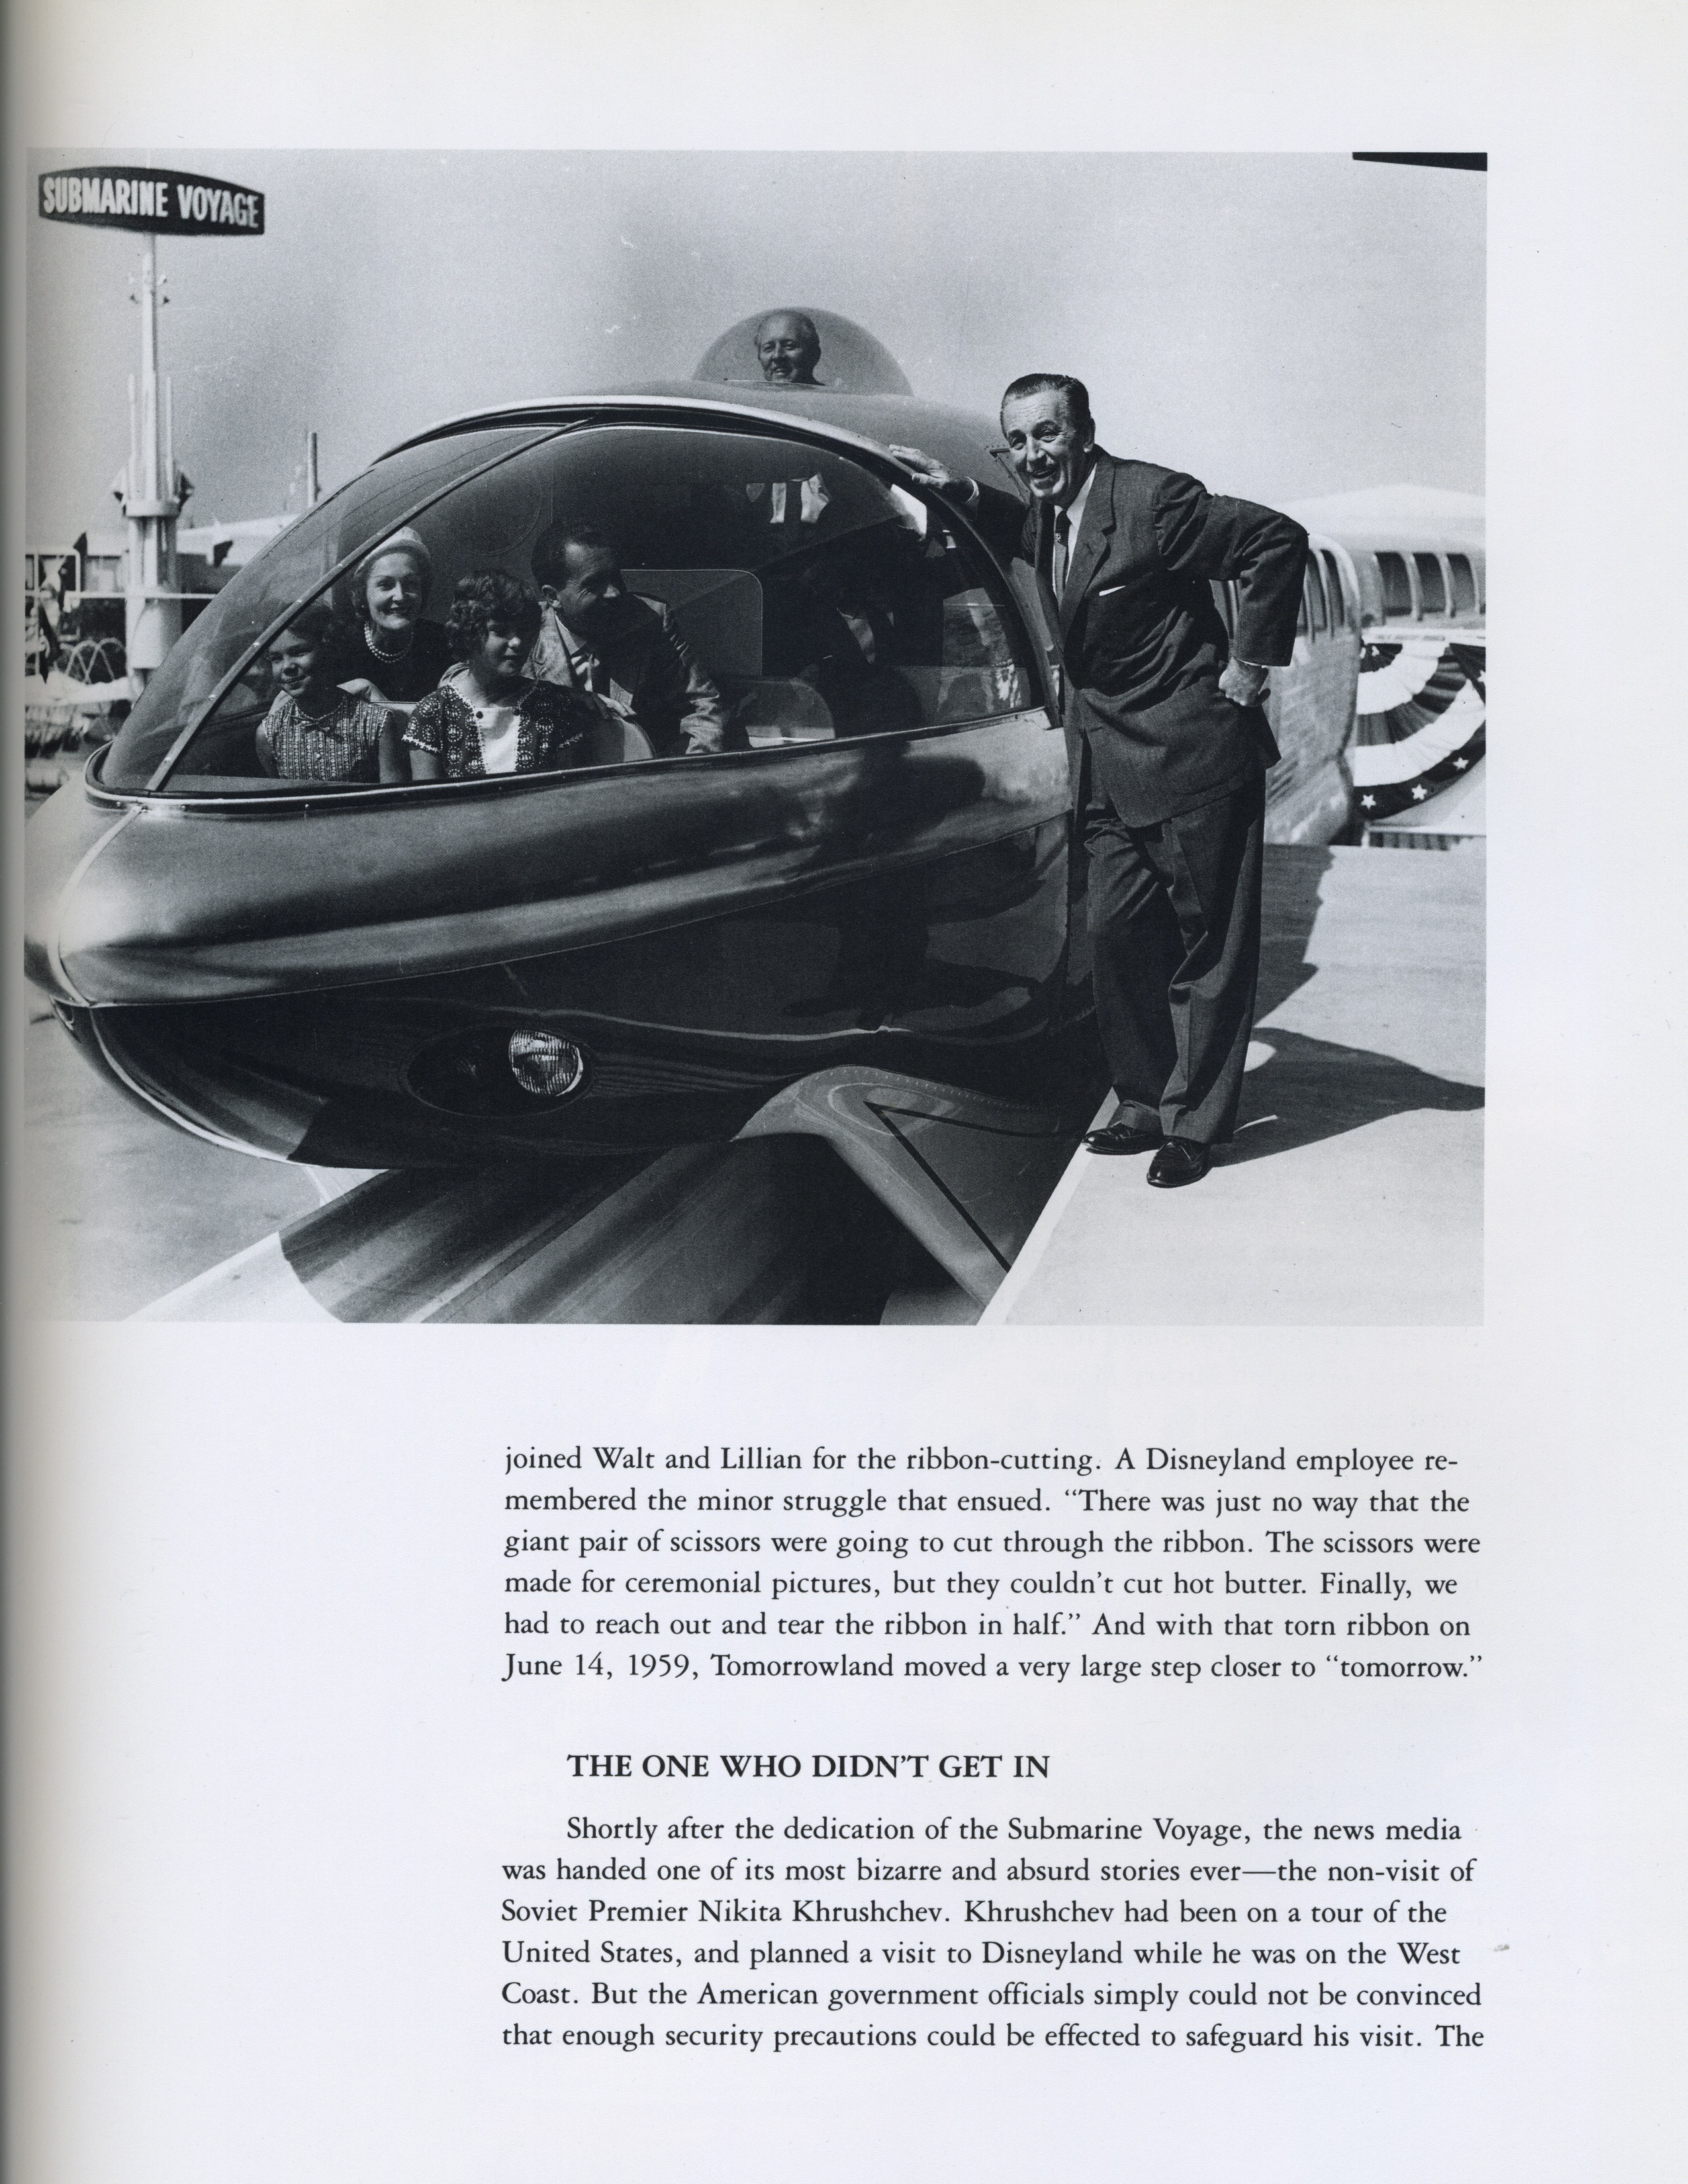 SUBMARINE VOYAGE
joined Walt and Lillian for the ribbon-cutting. A Disneyland employee re-
membered the minor struggle that ensued. “There was just no way that the
giant pair of scissors were going to cut through the ribbon. The scissors were
made for ceremonial pictures, but they couldn’t cut hot butter. Finally, we
had to reach out and tear the ribbon in half.” And with that torn ribbon on
June 14, 1959, Tomorrowland moved a very large step closer to “tomorrow.”
THE ONE WHO DIDN’T GET IN
Shortly after the dedication of the Submarine Voyage, the news media
was handed one of its most bizarre and absurd stories ever—the non-visit of
Soviet Premier Nikita Khrushchev. Khrushchev had been on a tour of the
United States, and planned a visit to Disneyland while he was on the West
Coast. But the American government officials simply could not be convinced
that enough security precautions could be effected to safeguard his visit. The